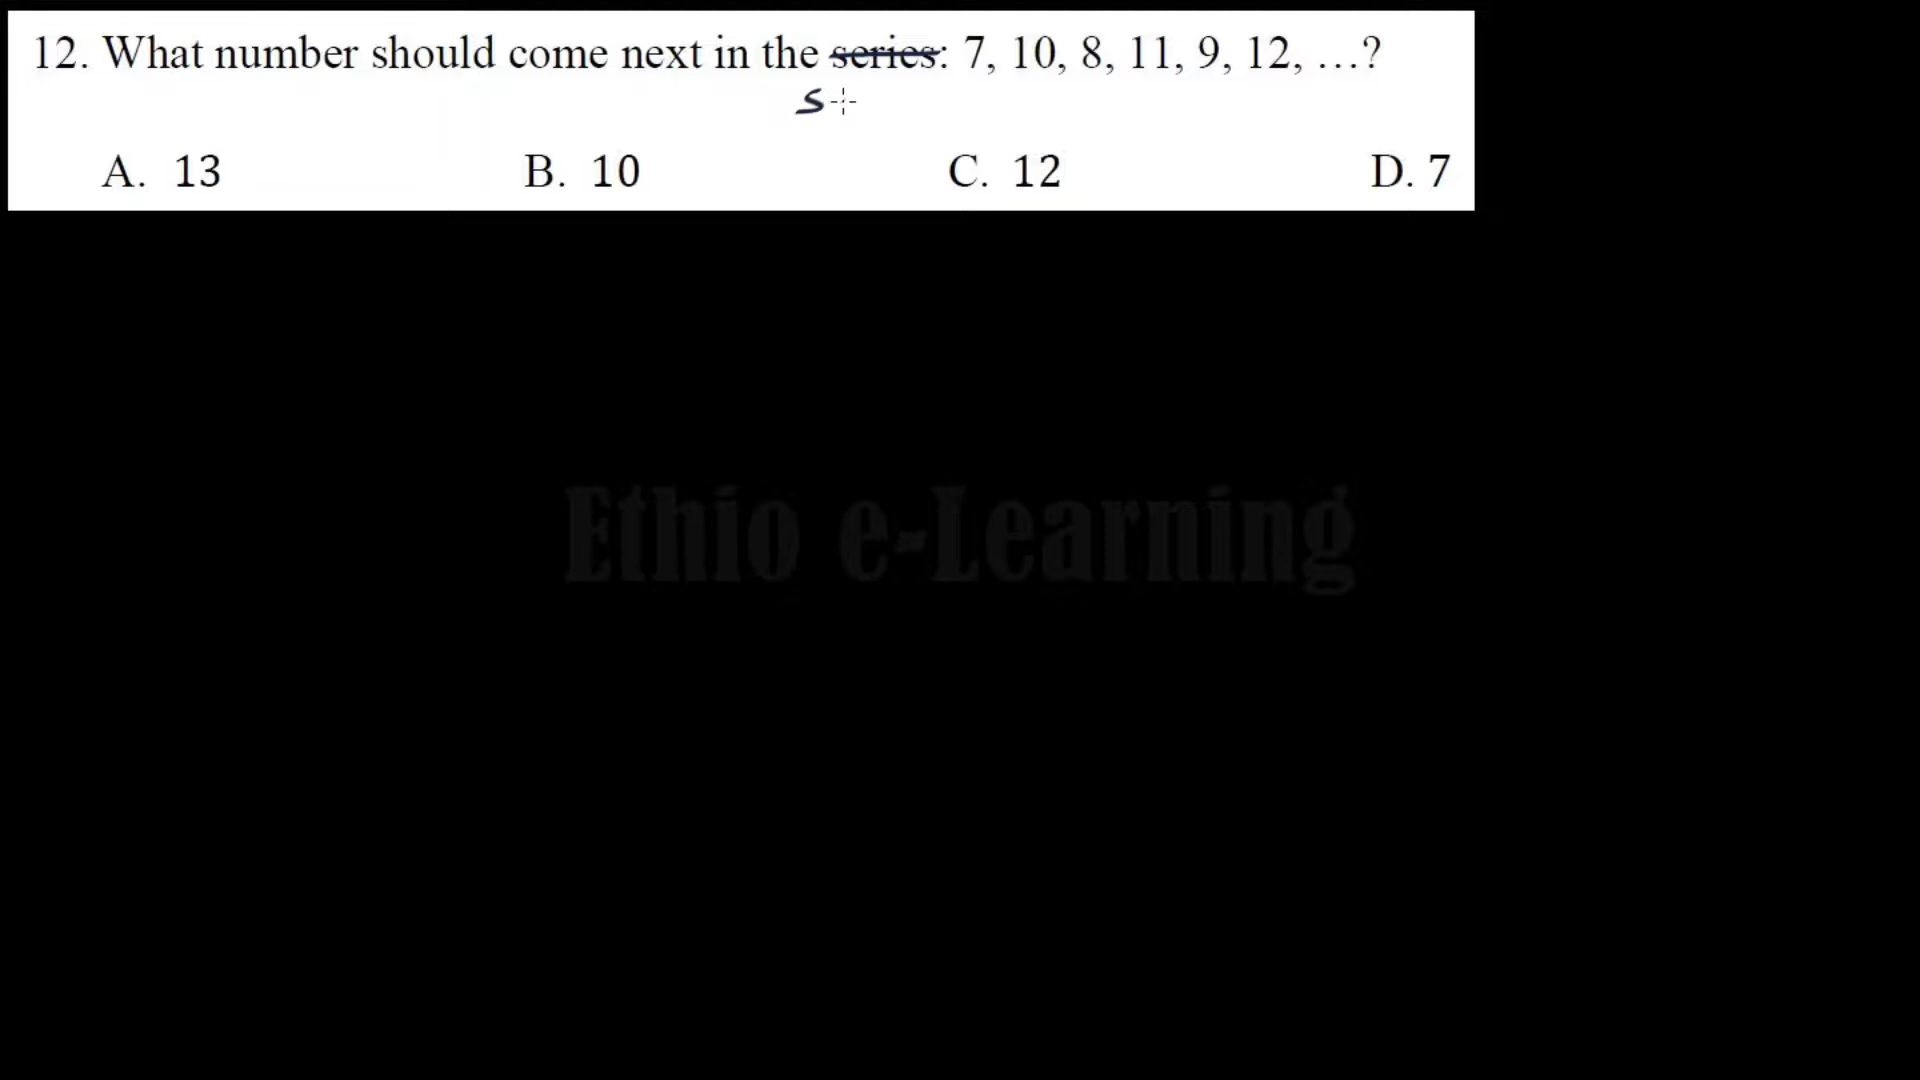 12. What number should come next in the series: 7, 10, 8, 11, 9, 12, …?
s
A. 13 B. 10 C. 12 D. 7
Ethio e-Learning